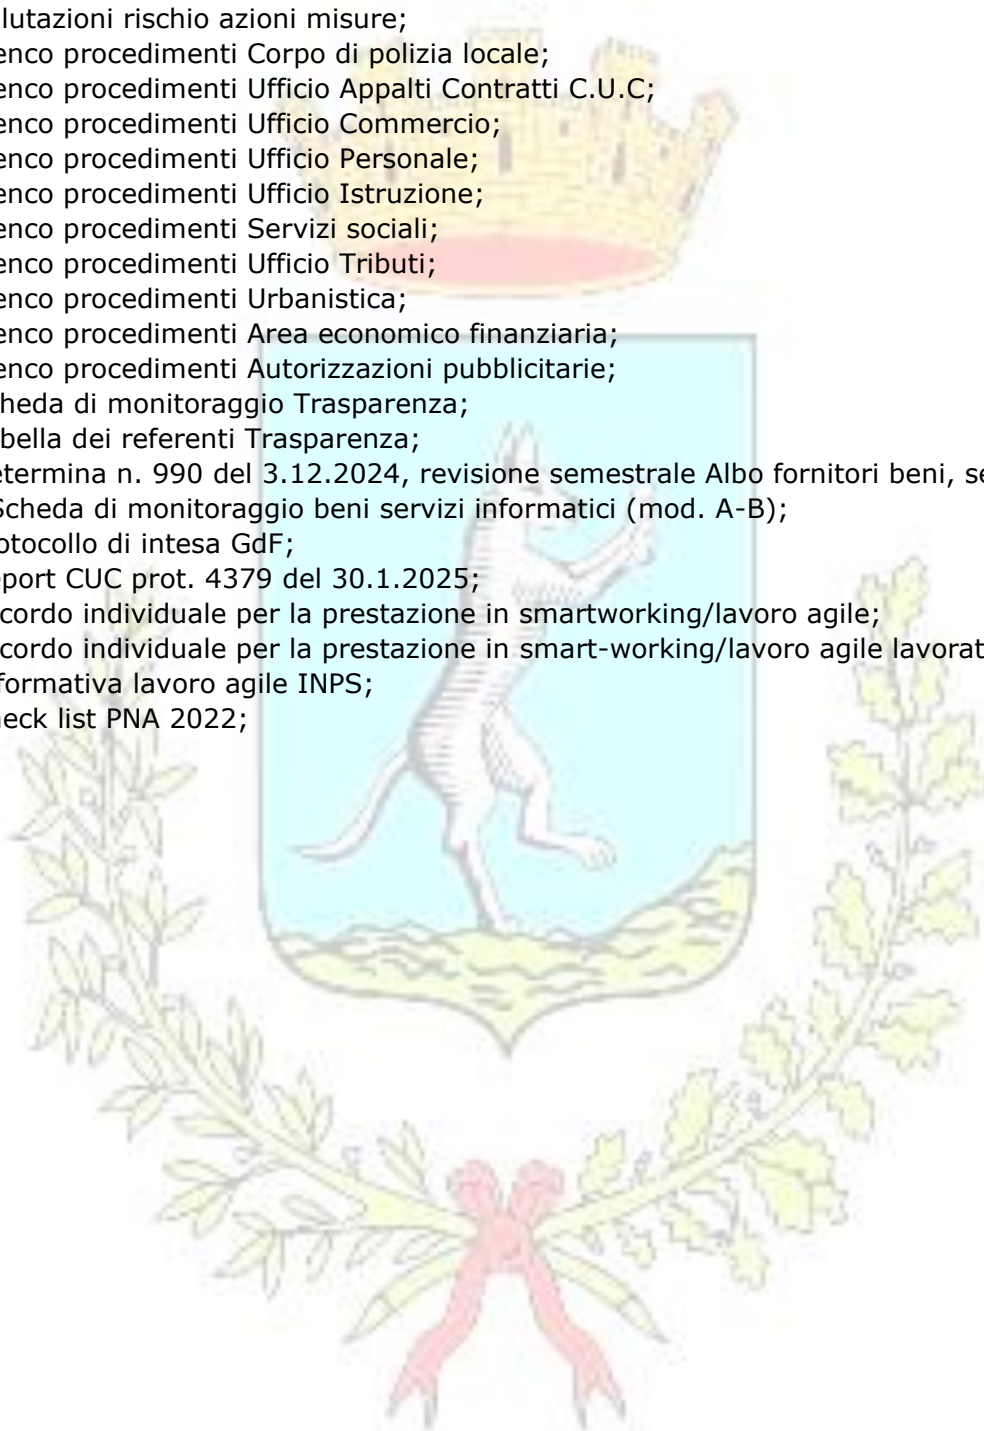 lutazioni rischio azioni misure;
enco procedimenti Corpo di polizia locale;
enco procedimenti Ufficio Appalti Contratti C.U.C;
enco procedimenti Ufficio Commercio;
enco procedimenti Ufficio Personale;
enco procedimenti Ufficio Istruzione;
enco procedimenti Servizi sociali;
enco procedimenti Ufficio Tributi;
enco procedimenti Urbanistica;
enco procedimenti Area economico finanziaria;
enco procedimenti Autorizzazioni pubblicitarie;
heda di monitoraggio Trasparenza;
bella dei referenti Trasparenza;
etermina n. 990 del 3.12.2024, revisione semestrale Albo fornitori beni, se
Scheda di monitoraggio beni servizi informatici (mod. A-B);
otocollo di intesa GdF;
eport CUC prot. 4379 del 30.1.2025;
cordo individuale per la prestazione in smartworking/lavoro agile;
cordo individuale per la prestazione in smart-working/lavoro agile lavorat
formativa lavoro agile INPS;
heck list PNA 2022;